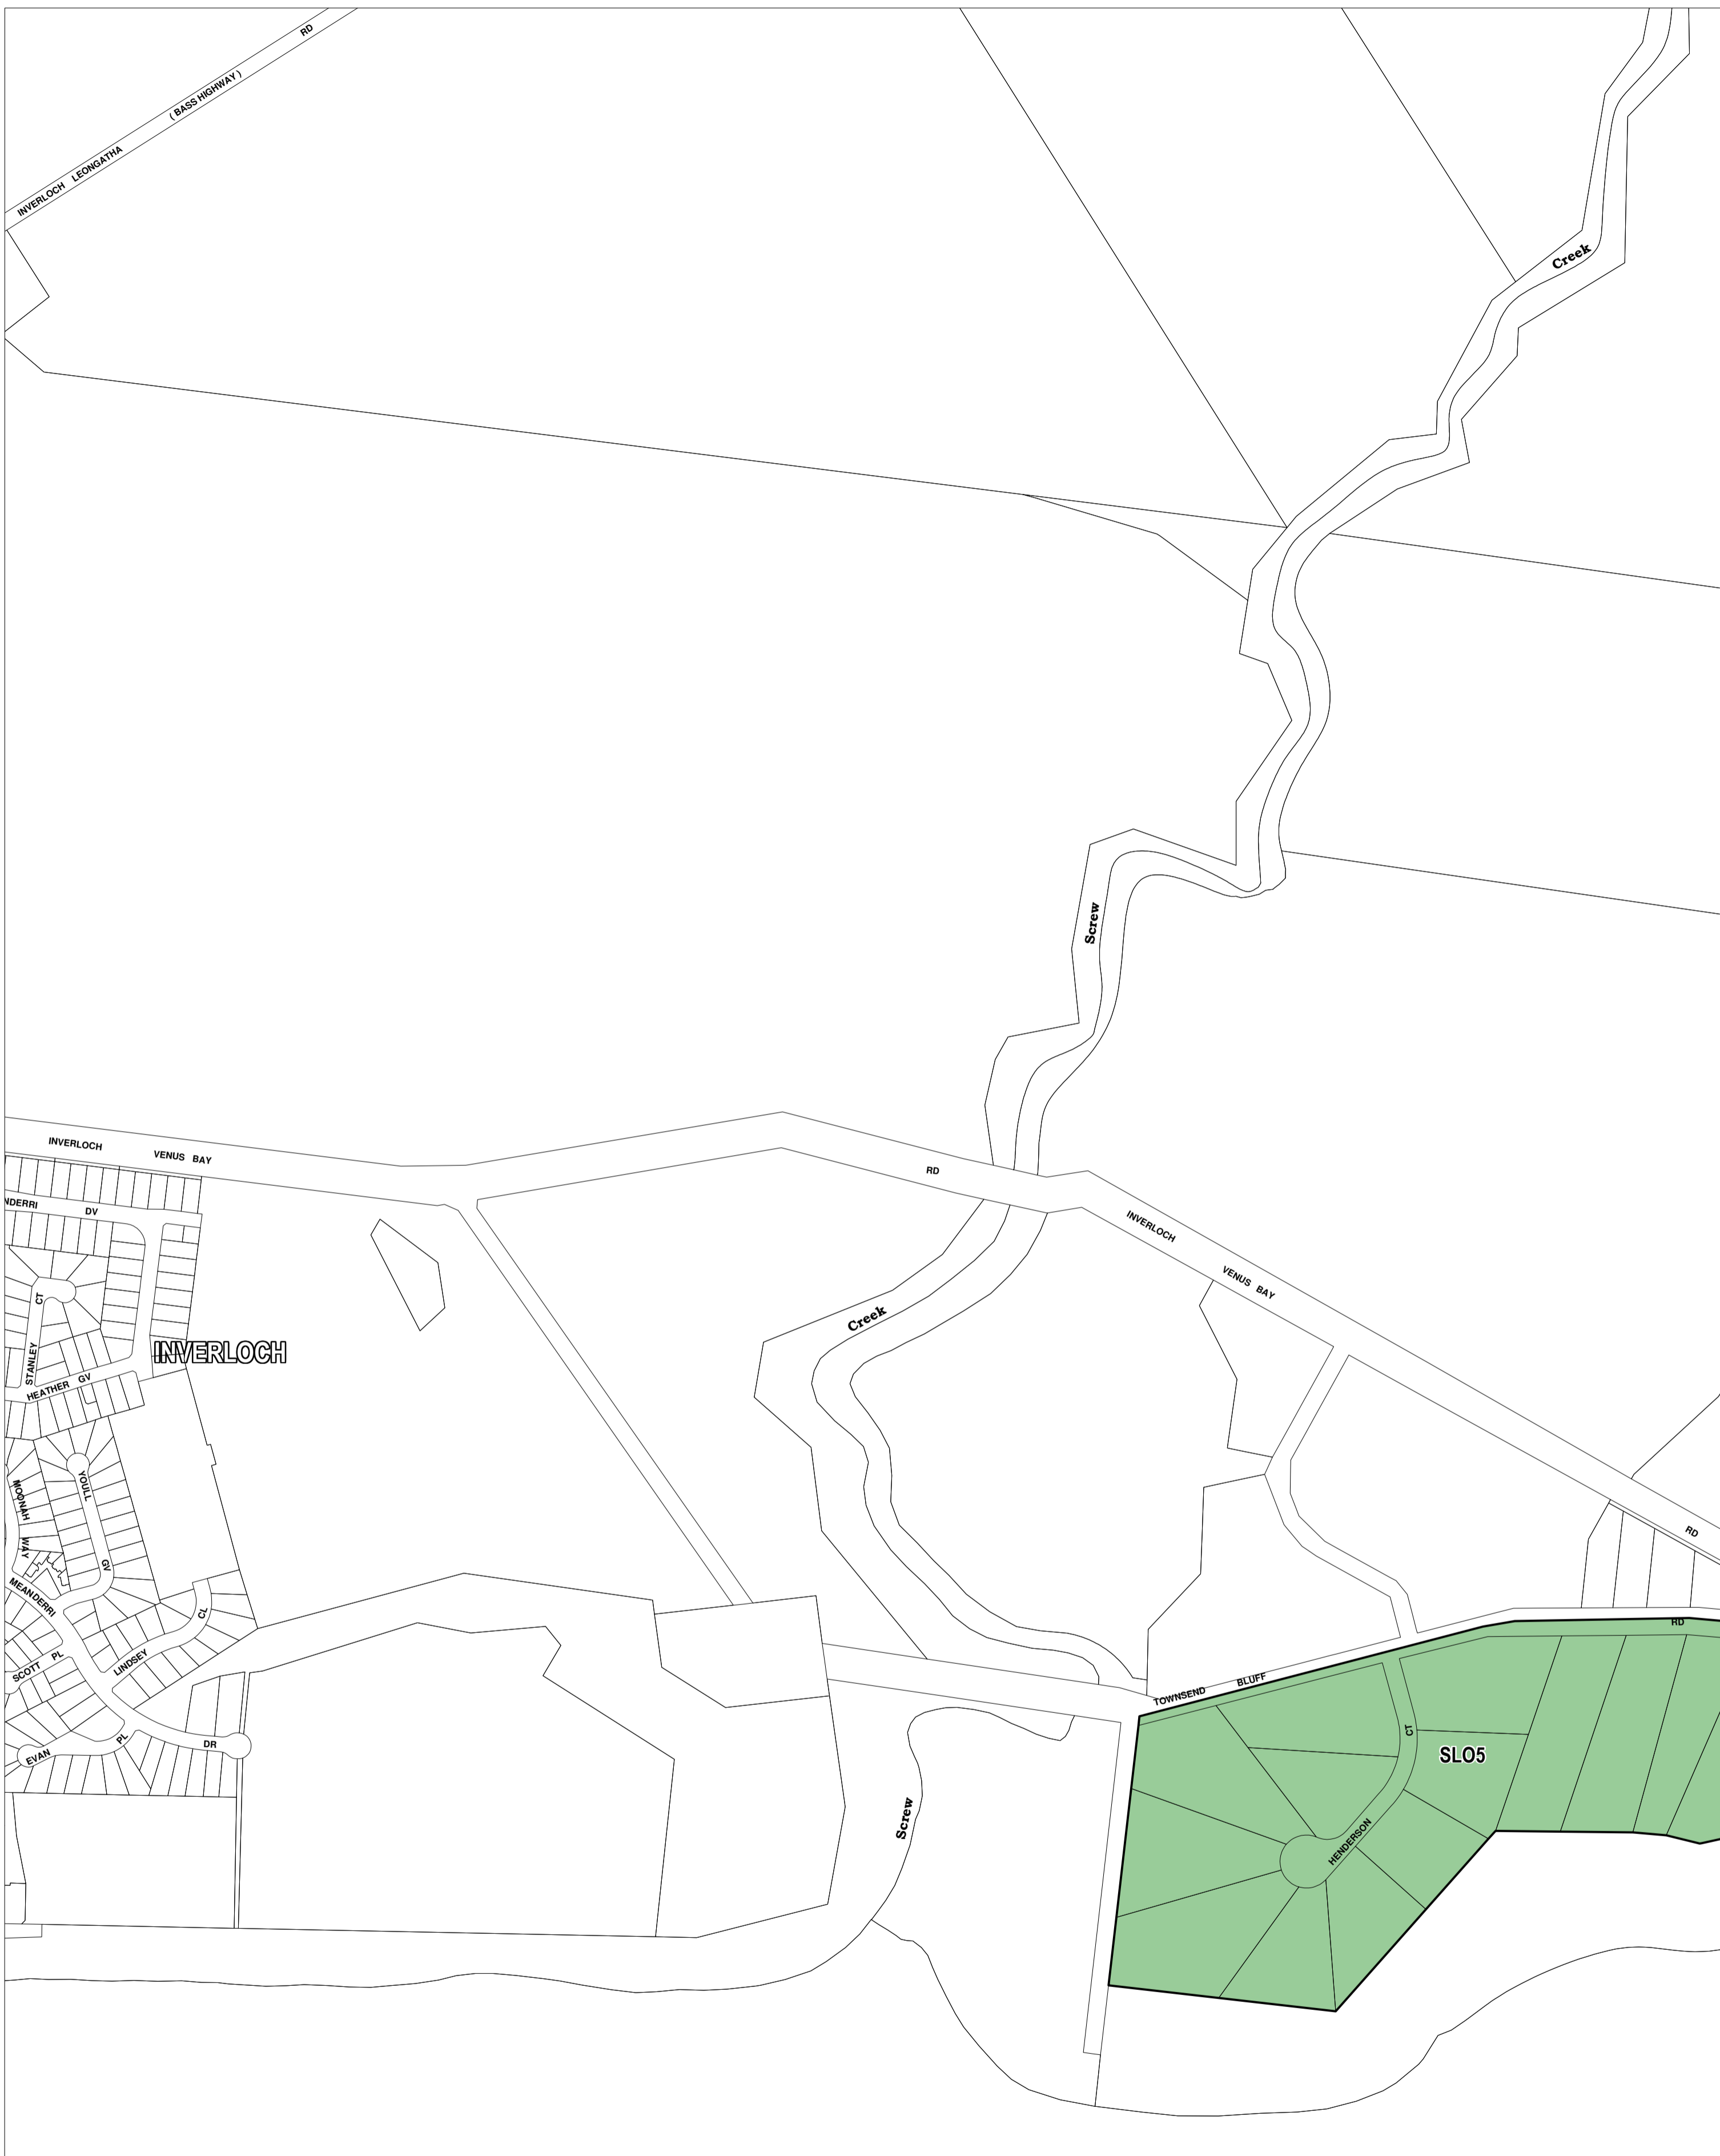 RD
( BASS HIGHWAY )
LEONGATHA
INVERLOCH
Creek
Screw
INVERLOCH
VENUS BAY
RD
NDERRI
DV
INVERLOCH
VENUS BAY
CT
Creek
STANLEY
INVERLOCH
HEATHER GV
YOULL
MOONAH
WAY
RD
GV
MEANDERRI
CL
RD
SCOTT PL
LINDSEY
TOWNSEND BLUFF
CT
PL
DR
EVAN
SLO5
Screw
HENDERSON